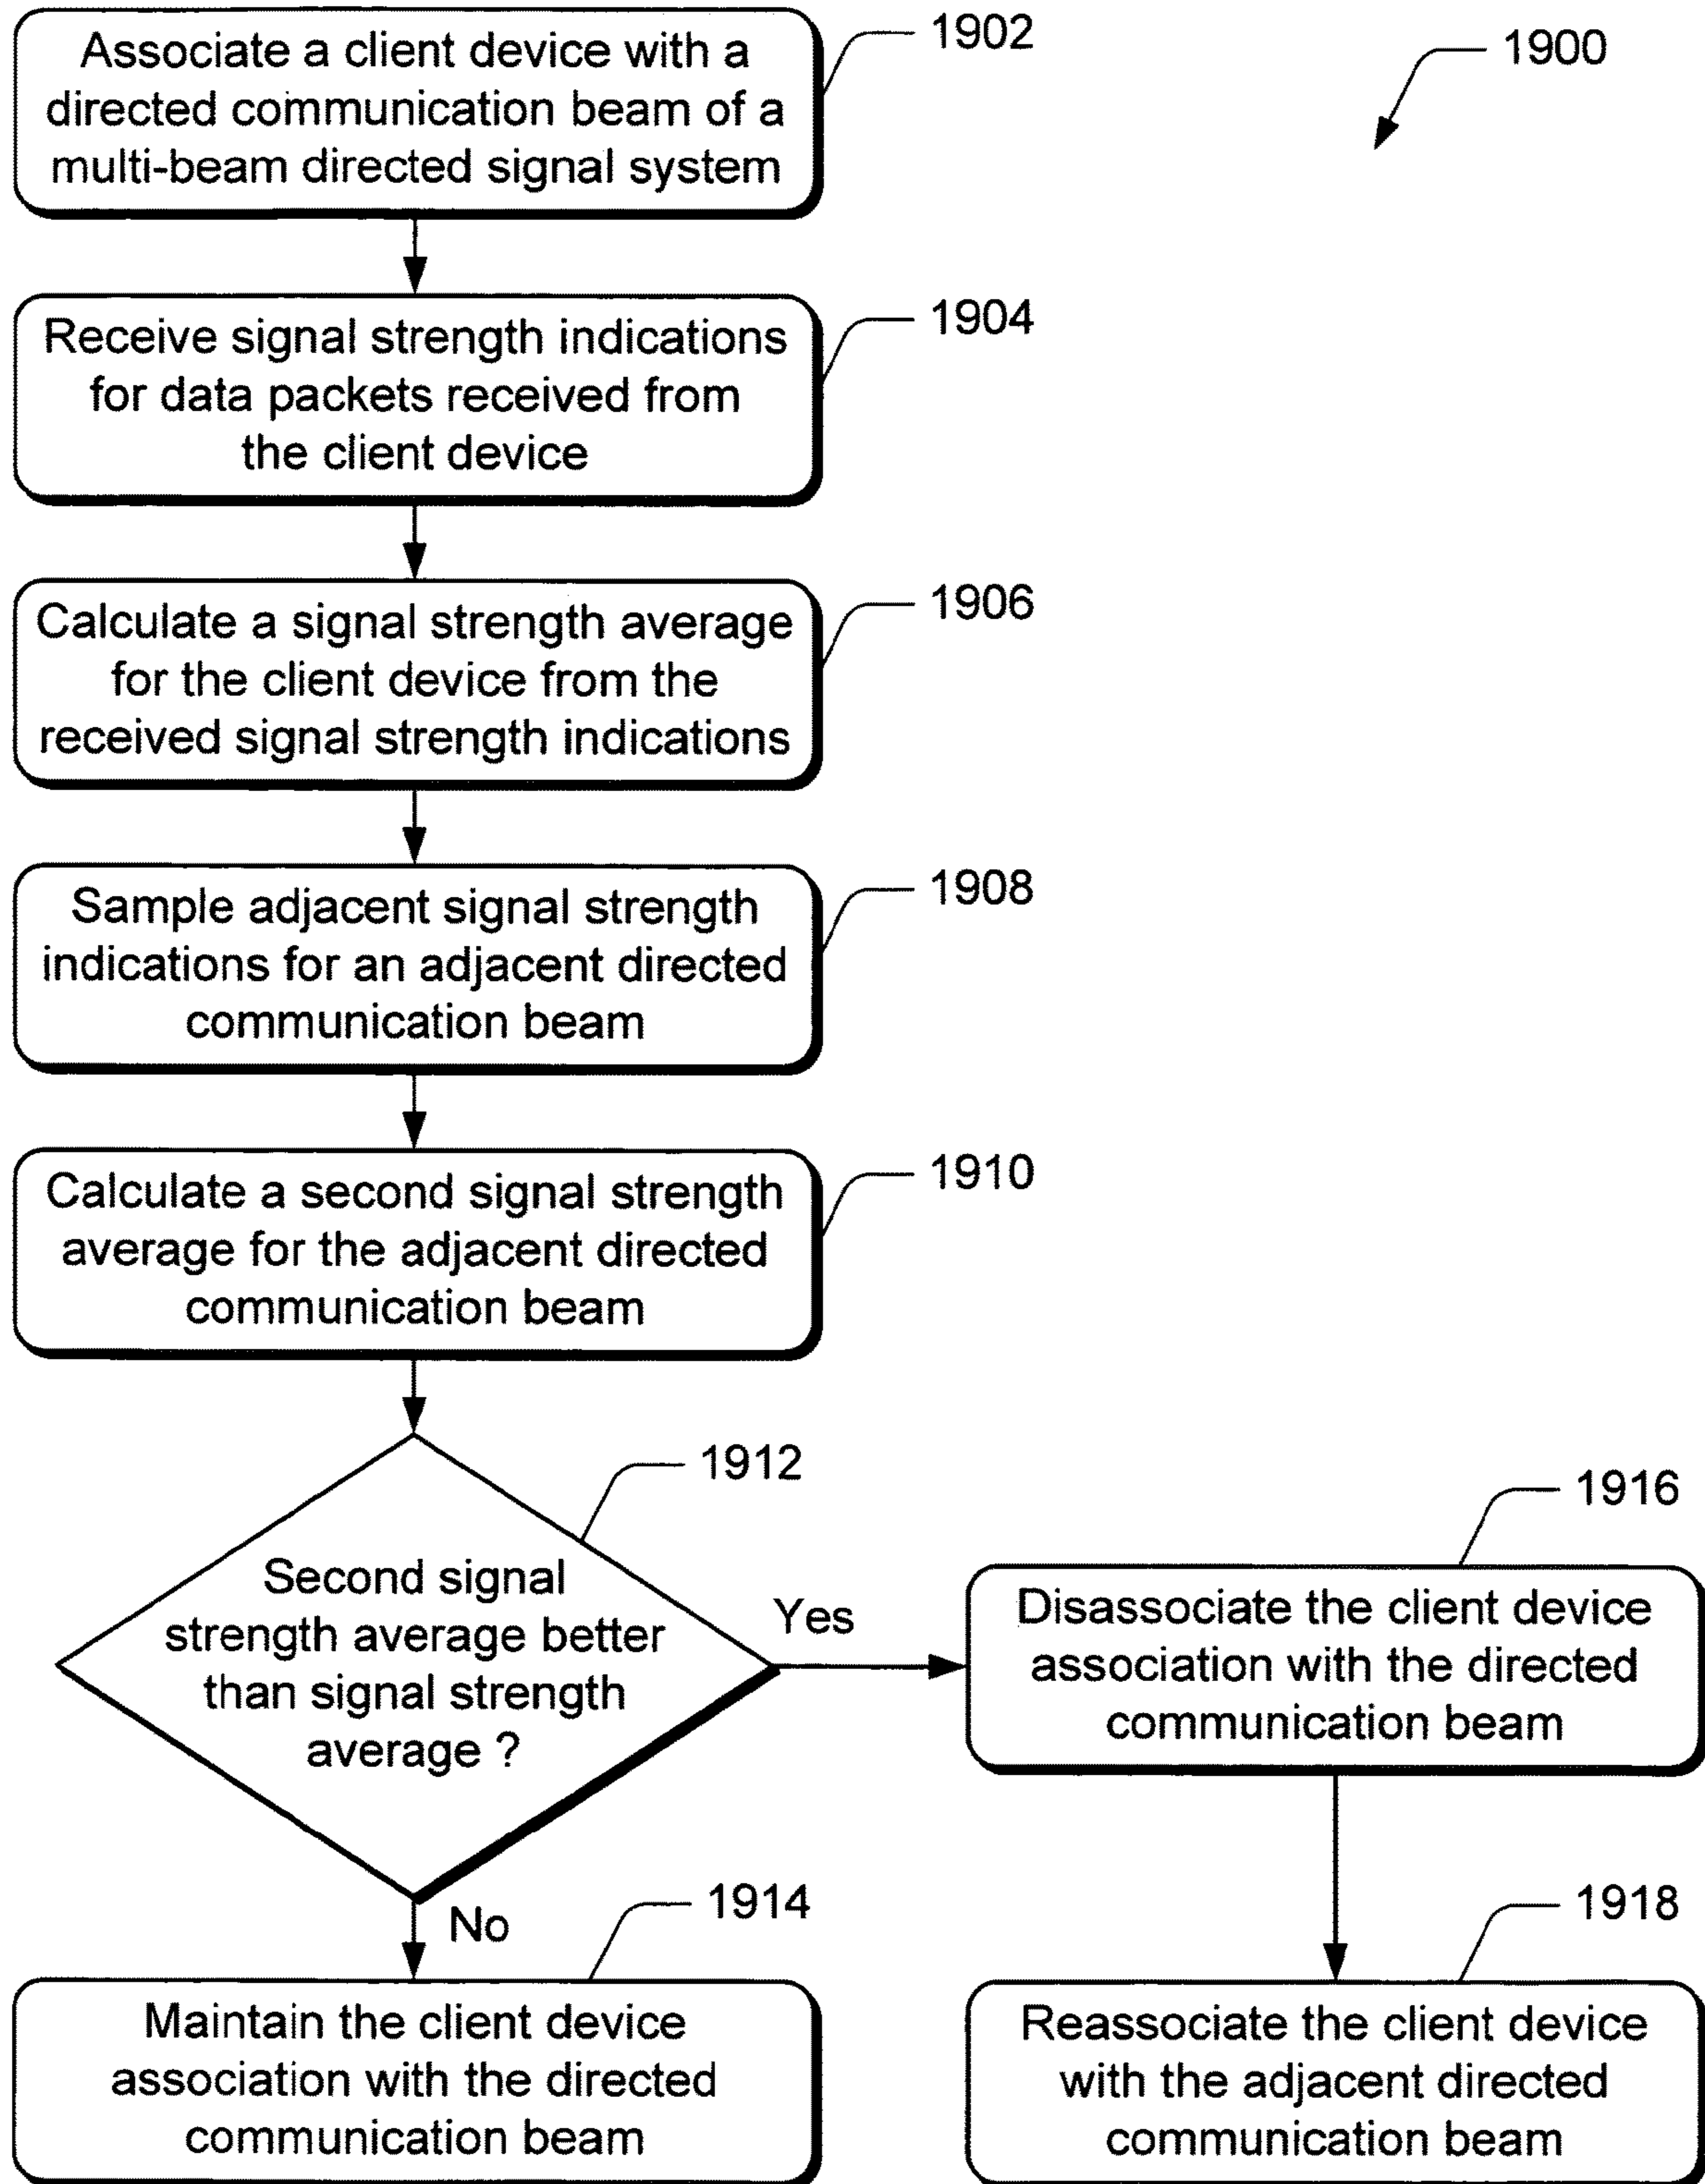 Associate a client device with a
directed communication beam of a
multi-beam directed signal system
1902
1900
Receive signal strength indications
for data packets received from
the client device
1904
Calculate a signal strength average
for the client device from the
received signal strength indications
1906
Sample adjacent signal strength
indications for an adjacent directed
communication beam
1908
Calculate a second signal strength
average for the adjacent directed
communication beam
1910
Second signal
strength average better
than signal strength
average ?
1912
Yes
No
Disassociate the client device
association with the directed
communication beam
1916
Maintain the client device
association with the directed
communication beam
1914
Reassociate the client device
with the adjacent directed
communication beam
1918